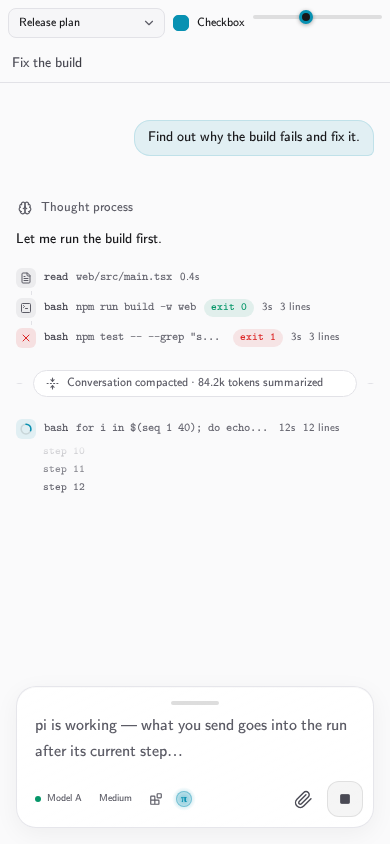 Release plan
Checkbox
Fix the build
Find out why the build fails and fix it.
Thought process
Let me run the build first.
read web/src/main.tsx 0.4s
bash npm run build -w web exit 0 3s 3 lines
bash npm test -- --grep "s... exit 1 3s 3 lines
Conversation compacted · 84.2k tokens summarized
bash for i in $(seq 1 40); do echo... 12s 12 lines
step 10
step 11
step 12
pi is working — what you send goes into the run
after its current step...
Model A Medium π